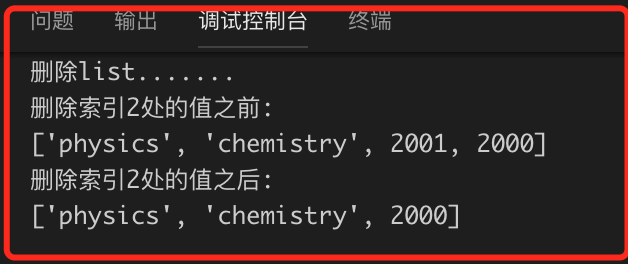 问题 输出 调试控制台 终端
删除list.......
删除索引2处的值之前:
['physics', 'chemistry', 2001, 2000]
删除索引2处的值之后:
['physics', 'chemistry', 2000]